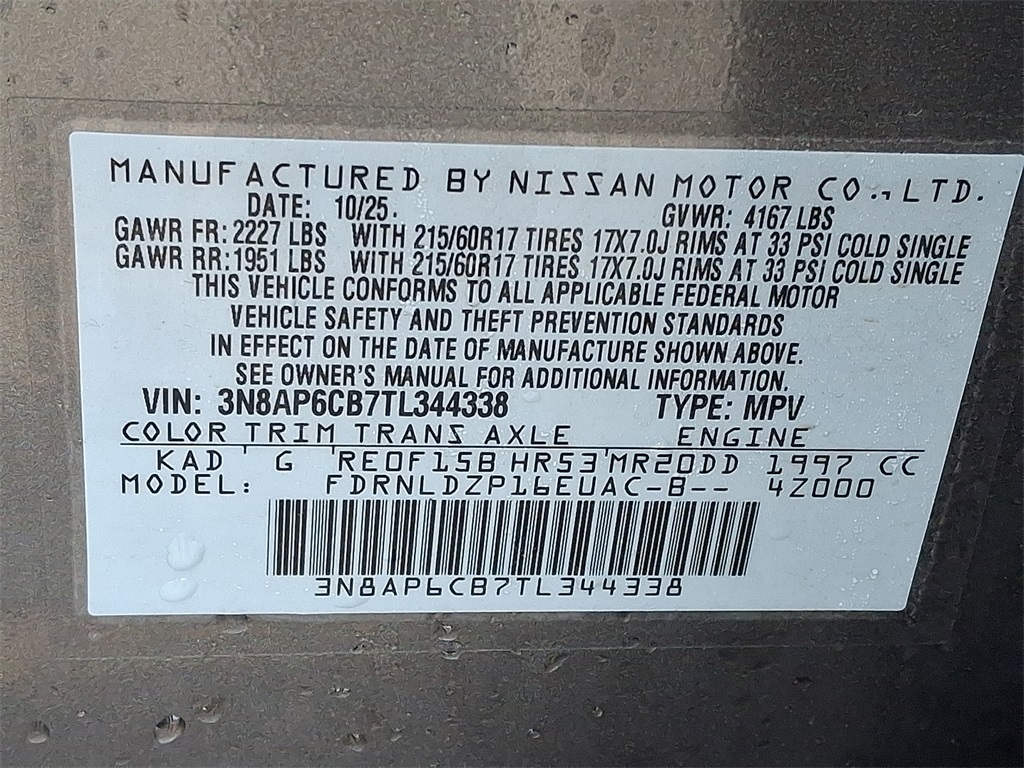 MANUFACTURED BY NISSAN MOTOR CO., LTD.
DATE: 10/25. GVWR: 4167 LBS
GAWR FR: 2227 LBS WITH 215/60R17 TIRES 17X7.0J RIMS AT 33 PSI COLD SINGLE
GAWR RR: 1951 LBS WITH 215/60R17 TIRES 17X7.0J RIMS AT 33 PSI COLD SINGLE
THIS VEHICLE CONFORMS TO ALL APPLICABLE FEDERAL MOTOR
VEHICLE SAFETY AND THEFT PREVENTION STANDARDS
IN EFFECT ON THE DATE OF MANUFACTURE SHOWN ABOVE.
SEE OWNER'S MANUAL FOR ADDITIONAL INFORMATION.
VIN: 3N8AP6CB7TL344338 TYPE: MPV
COLOR TRIM TRANS AXLE ENGINE
KAD ' G 'RE0F15B HR53'MR20DD 1997 CC
MODEL: FDRNLDZP16EUAC-B-- 4Z000
3N8AP6CB7TL344338